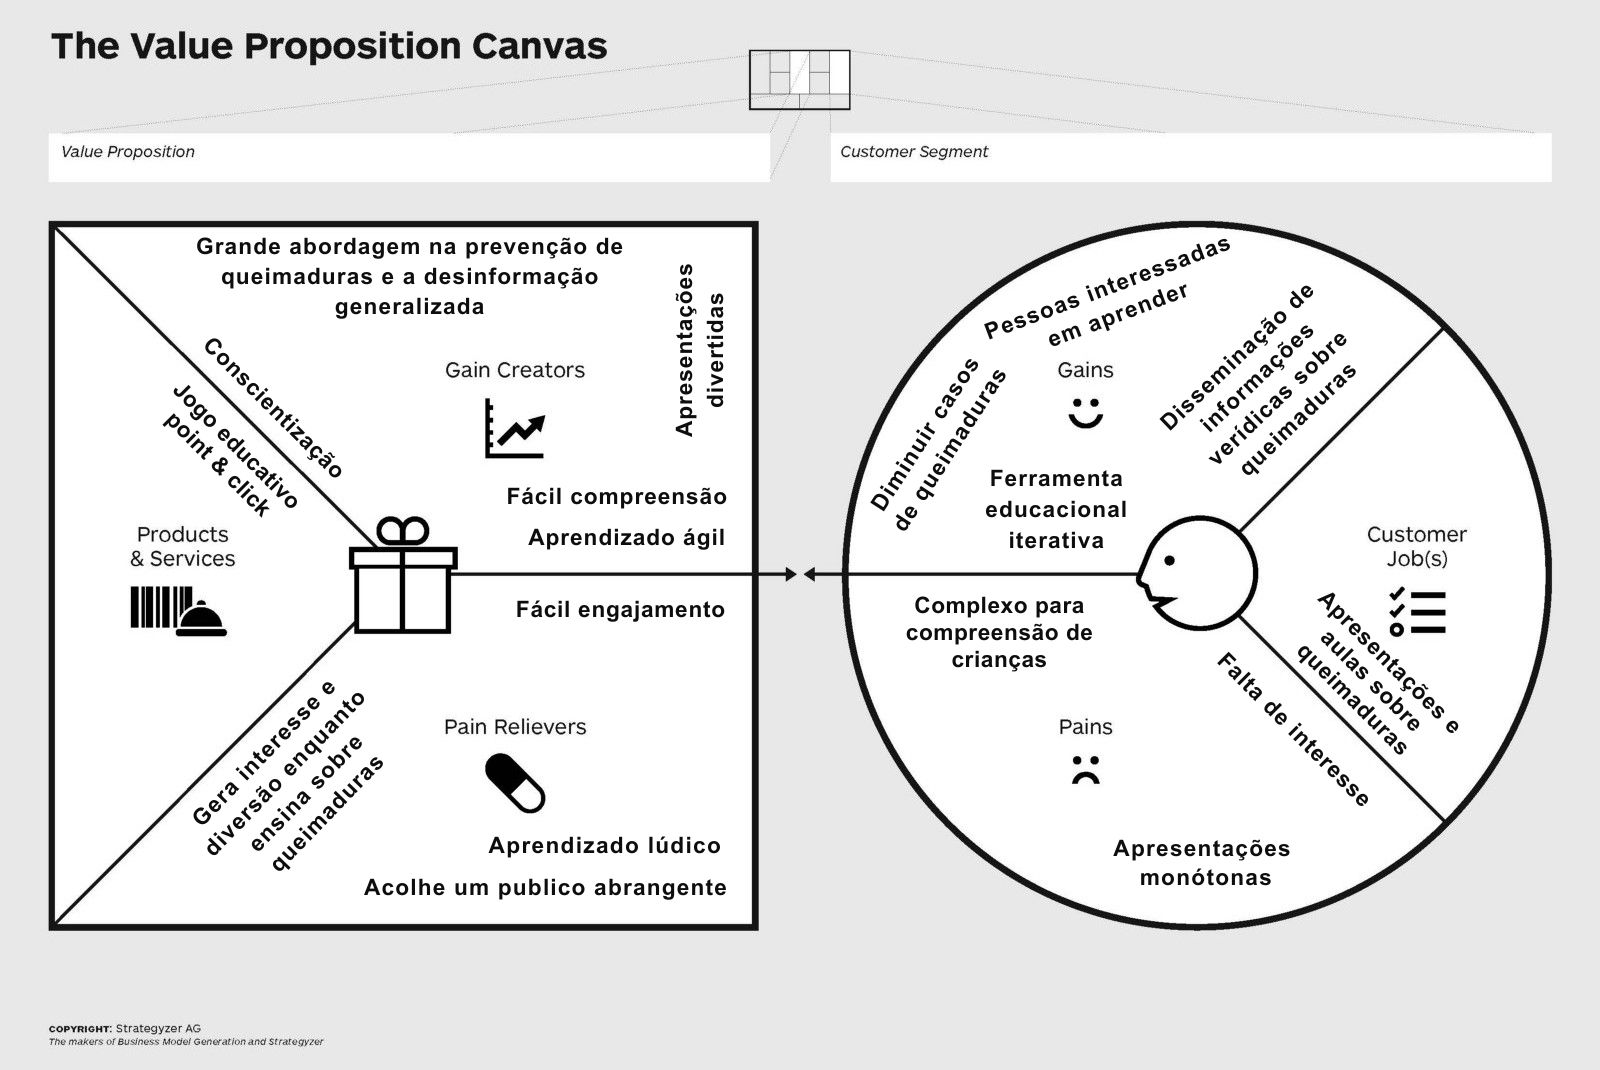 The Value Proposition Canvas
Value Proposition
Customer Segment
Grande abordagem na prevenção de
queimaduras e a desinformação
generalizada
Apresentações
divertidas
Conscientização
Gain Creators
Fácil compreensão
Aprendizado ágil
Jogo educativo
point & click
Products
& Services
Fácil engajamento
Gera interesse e
diversão enquanto
ensina sobre
queimaduras
Pain Relievers
Aprendizado lúdico
Acolhe um publico abrangente
Pessoas interessadas
em aprender
Diminuir casos
de queimaduras
Gains
Disseminação de
informações
verídicas sobre
queimaduras
Ferramenta
educacional
iterativa
Customer
Job(s)
Apresentações e
aulas sobre
queimaduras
Complexo para
compreensão de
crianças
Falta de interesse
Pains
Apresentações
monótonas
COPYRIGHT: Strategyzer AG
The makers of Business Model Generation and Strategyzer